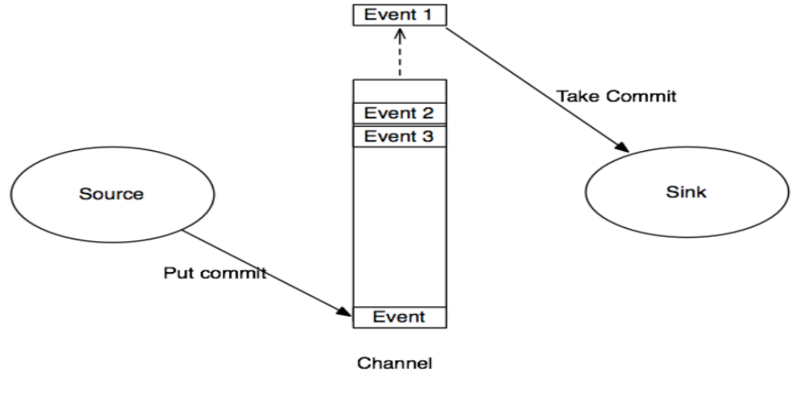 Event 1
Take Commit
Event 2
Event 3
Source
Sink
Put commit
Event
Channel